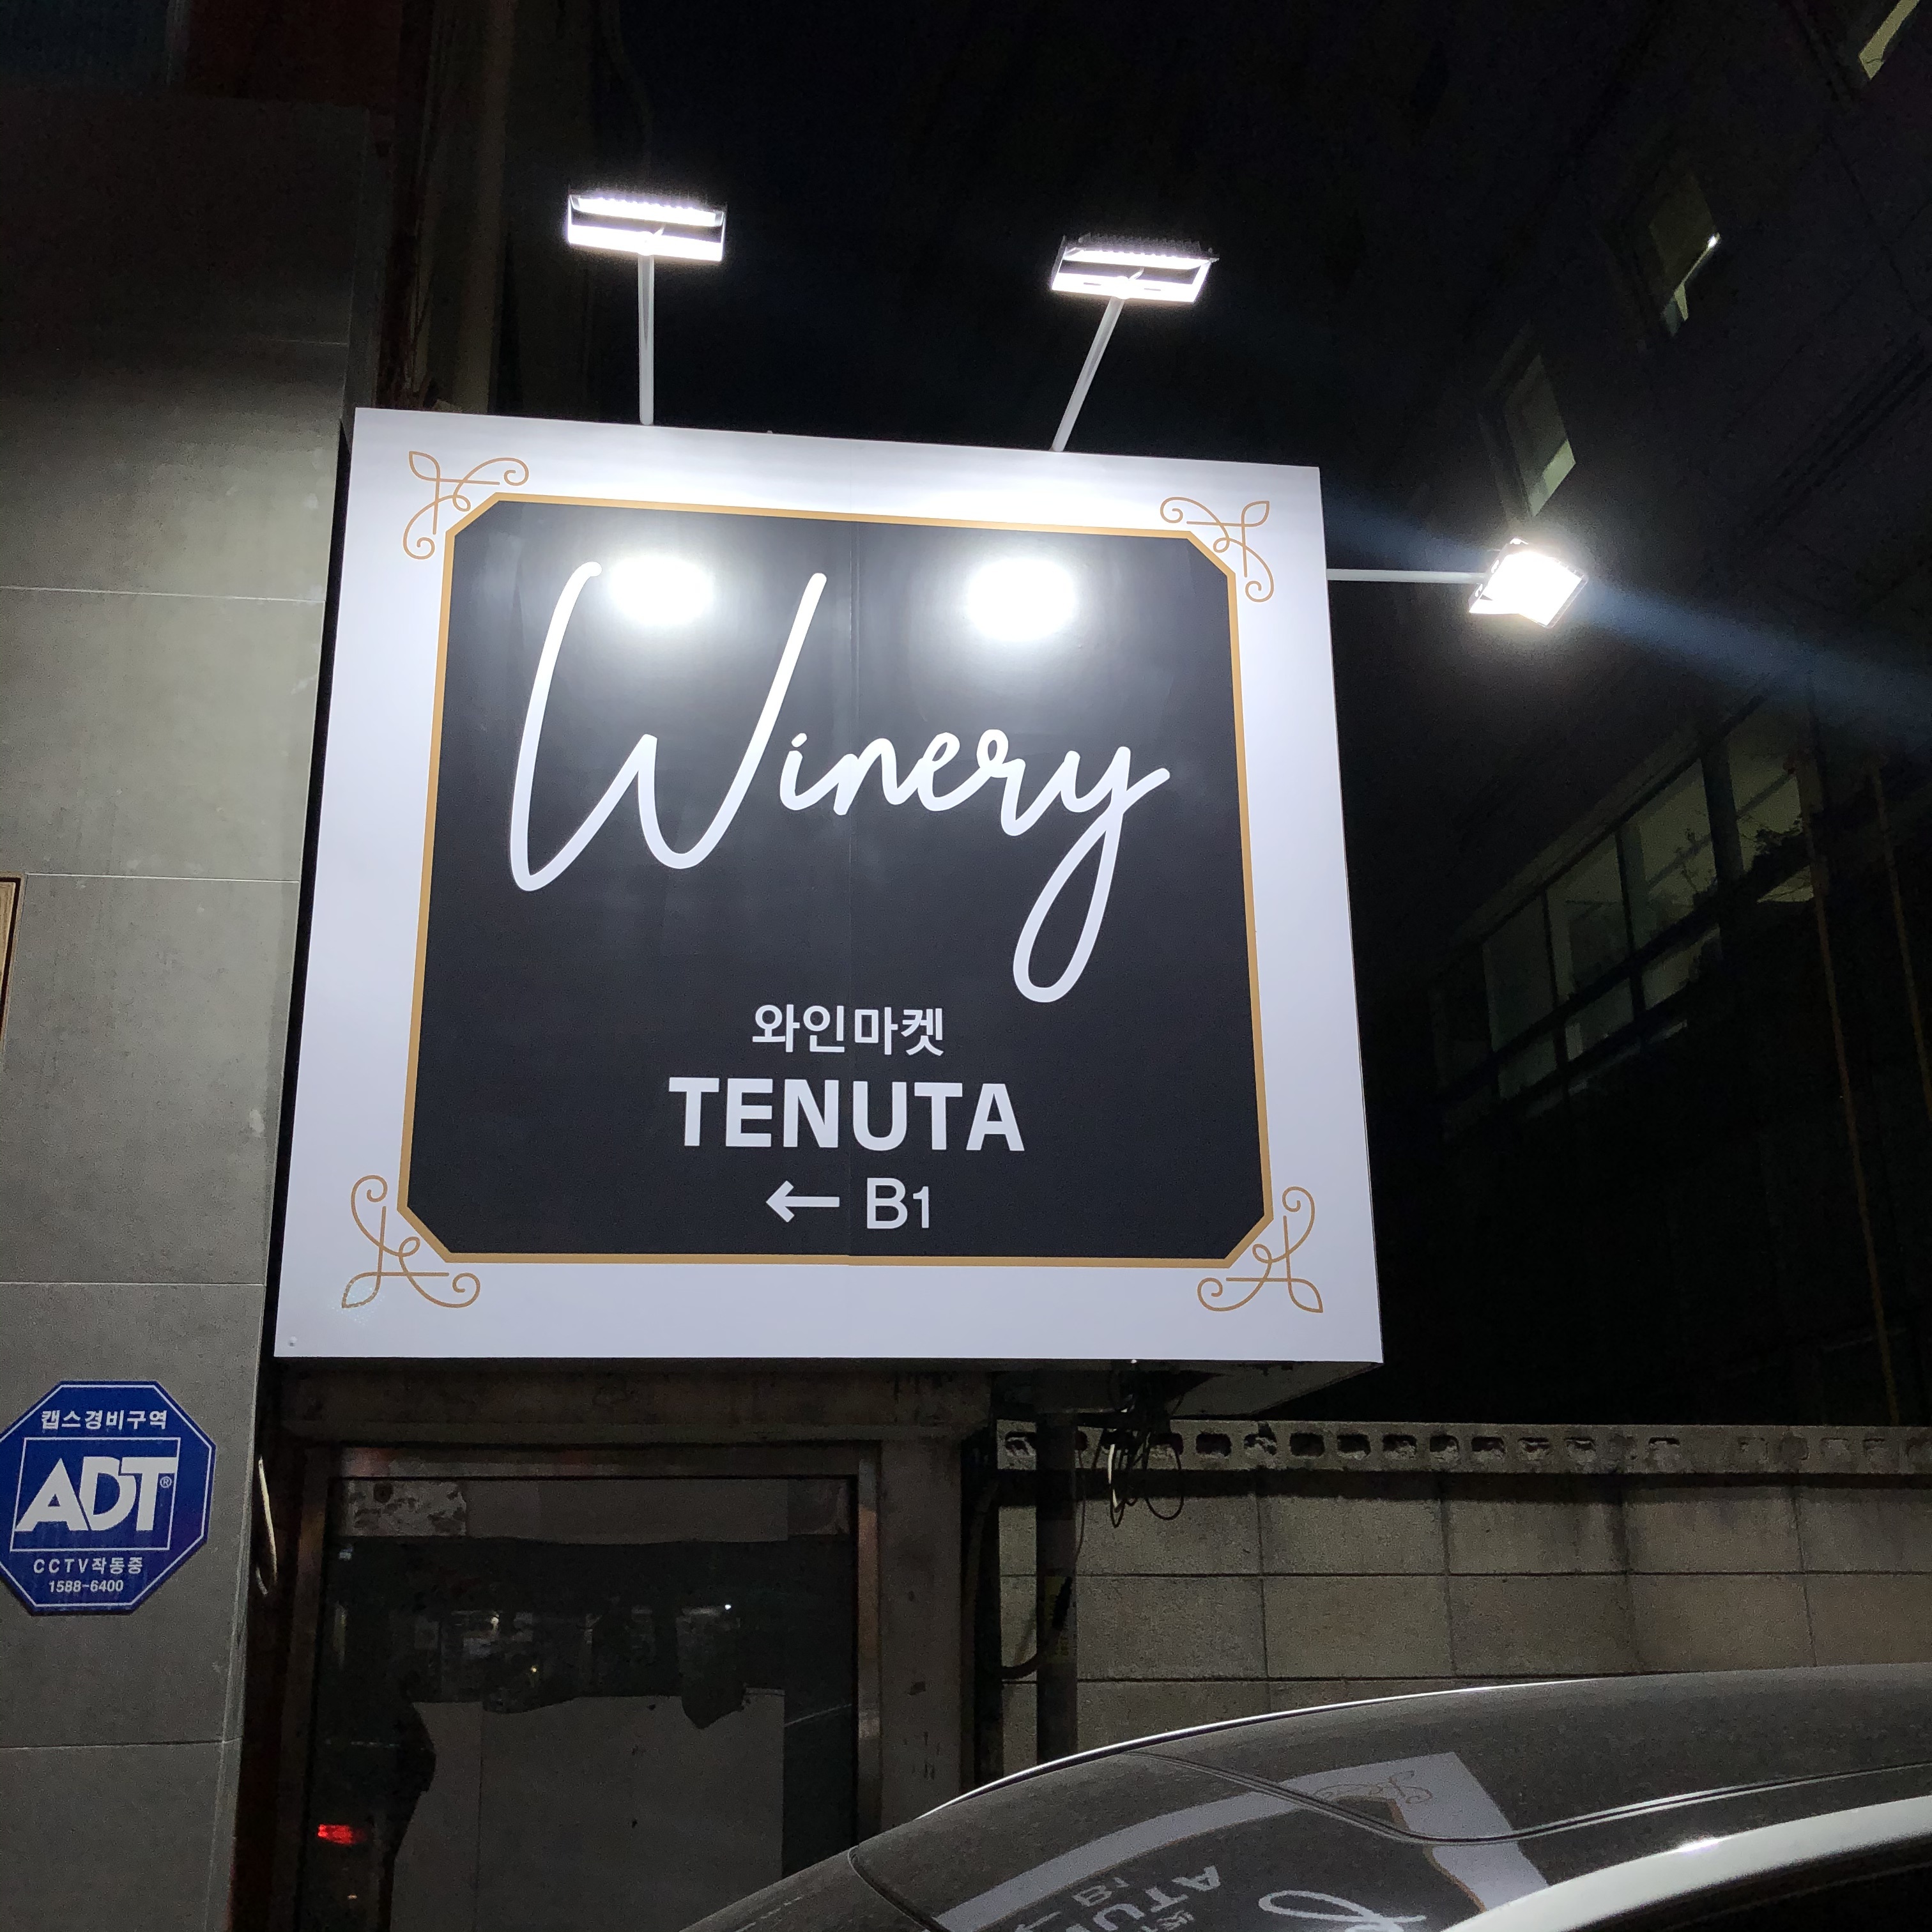 Winery
와인마켓
TENUTA
← B1
캡스경비구역
ADT®
CCTV작동중
1588-6400